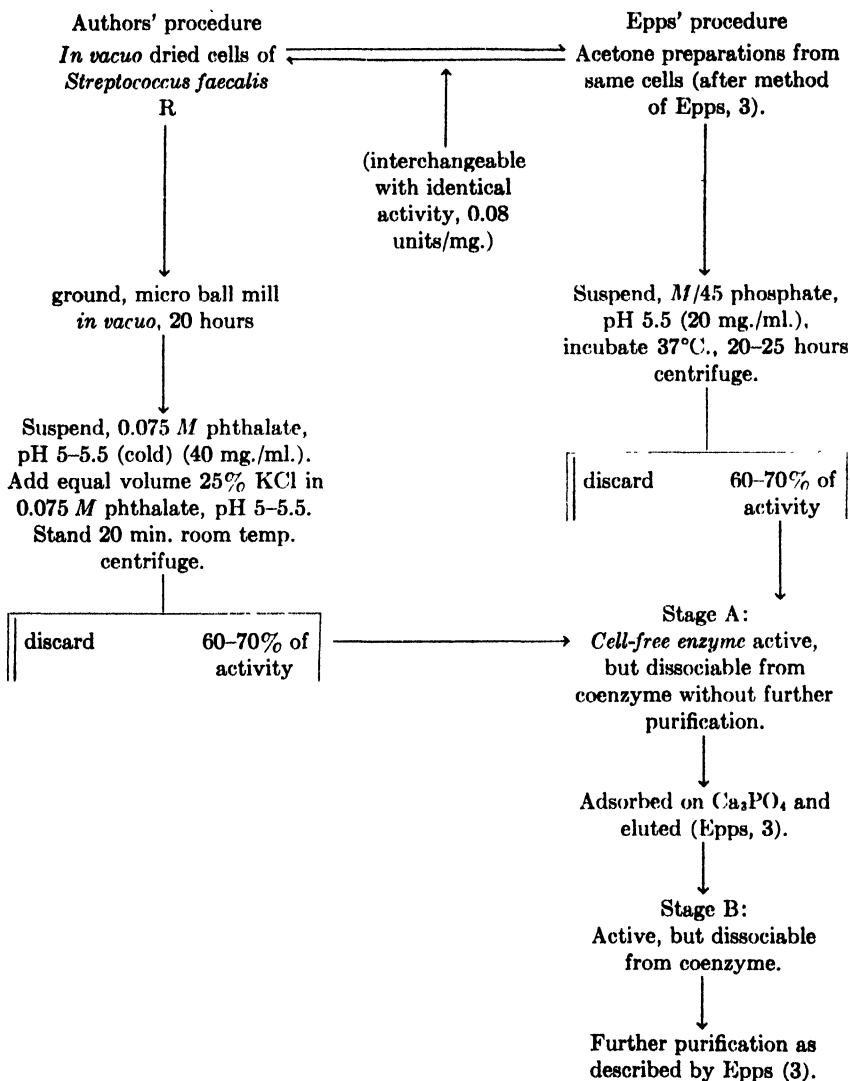 Authors' procedure
In vacuo dried cells of
Streptococcus faecalis
R
Epps' procedure
Acetone preparations from
same cells (after method
of Epps, 3).
(interchangeable
with identical
activity, 0.08
units/mg.)
ground, micro ball mill
in vacuo, 20 hours
Suspend, M/45 phosphate,
pH 5.5 (20 mg./ml.),
incubate 37°C., 20–25 hours
centrifuge.
Suspend, 0.075 M phthalate,
pH 5–5.5 (cold) (40 mg./ml.).
Add equal volume 25% KCl in
0.075 M phthalate, pH 5–5.5.
Stand 20 min. room temp.
centrifuge.
discard 60–70% of
activity
discard 60–70% of
activity
Stage A:
Cell-free enzyme active,
but dissociable from
coenzyme without further
purification.
Adsorbed on Ca₃PO₄ and
eluted (Epps, 3).
Stage B:
Active, but dissociable
from coenzyme.
Further purification as
described by Epps (3).